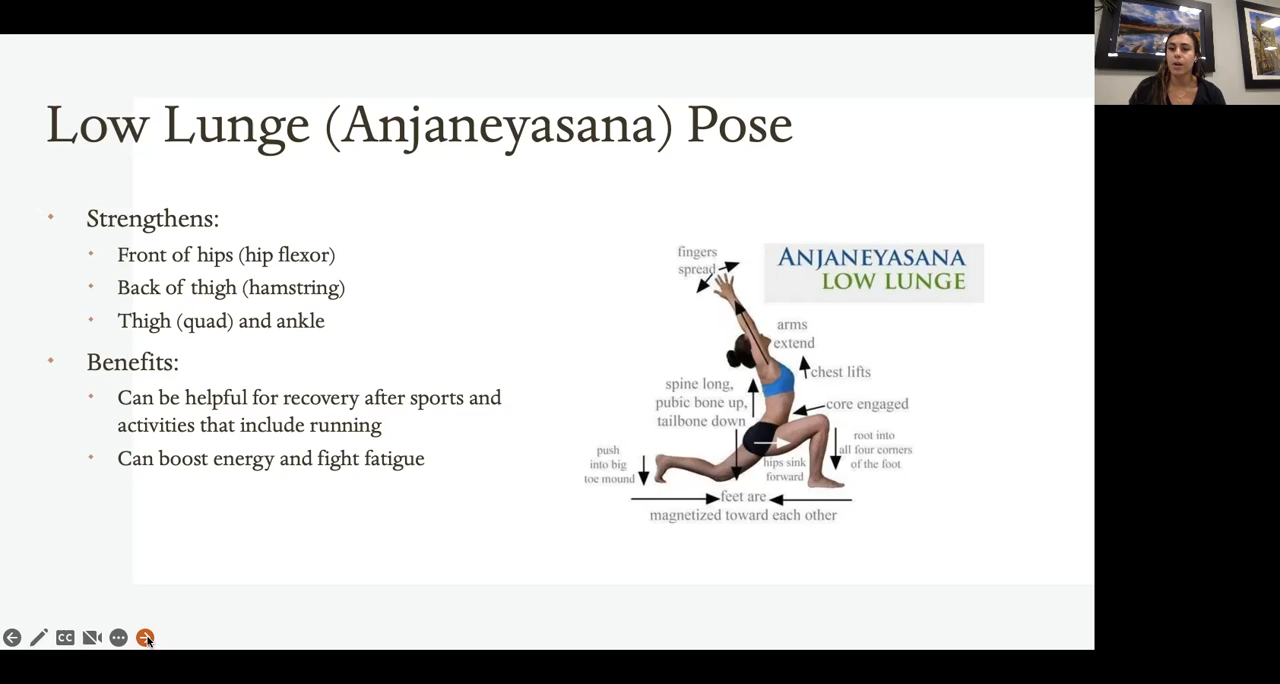 Low Lunge (Anjaneyasana) Pose
Strengthens:
Front of hips (hip flexor)
Back of thigh (hamstring)
Thigh (quad) and ankle
Benefits:
Can be helpful for recovery after sports and
activities that include running
Can boost energy and fight fatigue
ANJANEYASANA
LOW LUNGE
fingers
spread
arms
extend
chest lifts
spine long,
pubic bone up,
tailbone down
core engaged
root into
all four corners
of the foot
push
into big
toe mound
hips sink
forward
feet are
magnetized toward each other
CC